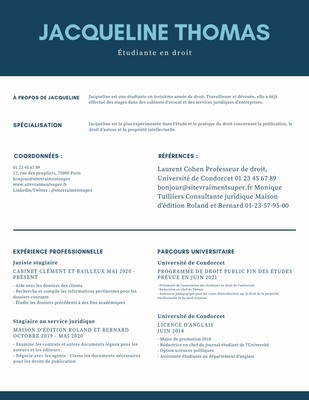 JACQUELINE THOMAS
Étudiante en droit
À PROPOS DE JACQUELINE
Jacqueline est une étudiante en troisième année de droit. Travailleuse et dévouée, elle a déjà
effectué des stages dans des cabinets d'avocat et des services juridiques d'entreprises.
SPÉCIALISATION
Jacqueline est la plus expérimentée dans l'étude et la pratique du droit concernant la publication, le
droit d'auteur et la propriété intellectuelle.
COORDONNÉES :
01 23 45 67 89
12, rue des peupliers, 75000 Paris
bonjour@sitevraimentsuper
www.sitevraimentsuper.fr
LinkedIn/Twitter : @sitevraimentsuper
RÉFÉRENCES :
Laurent Cohen Professeur de droit,
Université de Condorcet 01 23 45 67 89
bonjour@sitevraimentsuper.fr Monique
Tuilliers Consultante juridique Maison
d'édition Roland et Bernard 01-23-57-95-00
EXPÉRIENCE PROFESSIONNELLE
Juriste stagiaire
CABINET CLÉMENT ET BAILLEUX MAI 2020 -
PRÉSENT
- Aide avec les dossiers des clients
- Recherche et compile les informations pertinentes pour les
dossiers courants
- Étudie les dossiers précédents à des fins académiques
Stagiaire au service juridique
MAISON D'ÉDITION ROLAND ET BERNARD
OCTOBRE 2019 - MAI 2020
- Examine les contrats et autres documents légaux pour les
auteurs et les éditeurs
- Négocie avec les agents - Classe les documents nécessaires
pour les droits de publication
PARCOURS UNIVERSITAIRE
Université de Condorcet
PROGRAMME DE DROIT PUBLIC FIN DES ÉTUDES
PRÉVUE EN JUIN 2021
- Présidente de l'association des étudiants en droit de l'université
- Rédactrice en chef de Thémis
- Assistante pédagogique pour les cours d'introduction sur le droit de la propriété
intellectuelle et du droit d'auteur
Université de Condorcet
LICENCE D'ANGLAIS
JUIN 2018
- Major de promotion 2018
- Rédactrice en chef du journal étudiant de l'Université
- Option sciences politiques
- Assistante étudiante au département d'anglais